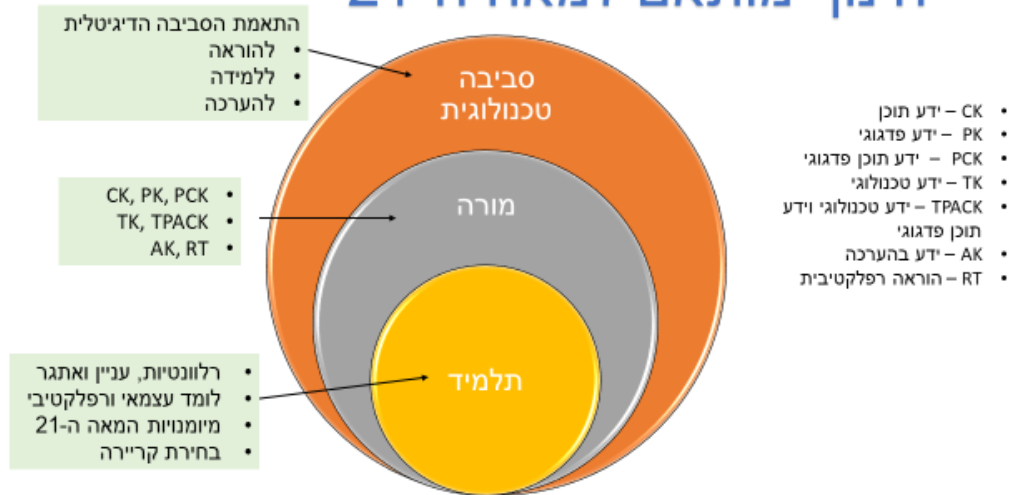 התאמת הסביבה הדיגיטלית
• להוראה
• ללמידה
• להערכה
סביבה
טכנולוגית
• CK – ידע תוכן
• PK – ידע פדגוגי
• PCK – ידע תוכן פדגוגי
• TK – ידע טכנולוגי
• TPACK – ידע טכנולוגי וידע
תוכן פדגוגי
• AK – ידע בהערכה
• RT – הוראה רפלקטיבית
• CK, PK, PCK
• TK, TPACK
• AK, RT
מורה
• רלוונטיות, עניין ואתגר
• לומד עצמאי ורפלקטיבי
• מיומנויות המאה ה-21
• בחירת קריירה
תלמיד